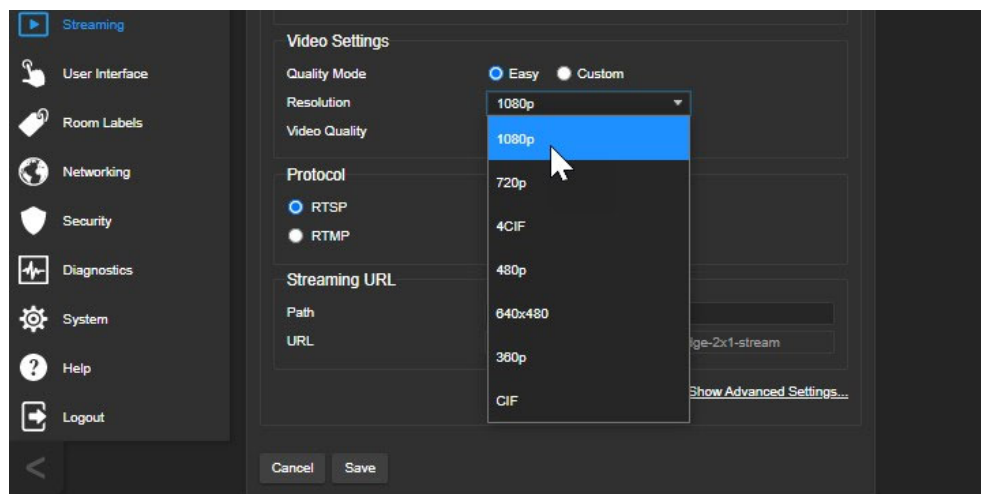 Streaming
User Interface
Room Labels
Networking
Security
Diagnostics
System
Help
Logout
Video Settings
Quality Mode Easy Custom
Resolution 1080p
Video Quality
1080p
720p
4CIF
480p
640x480
360p
CIF
Protocol
RTSP
RTMP
Streaming URL
Path
URL ge-2x1-stream
Show Advanced Settings...
Cancel Save